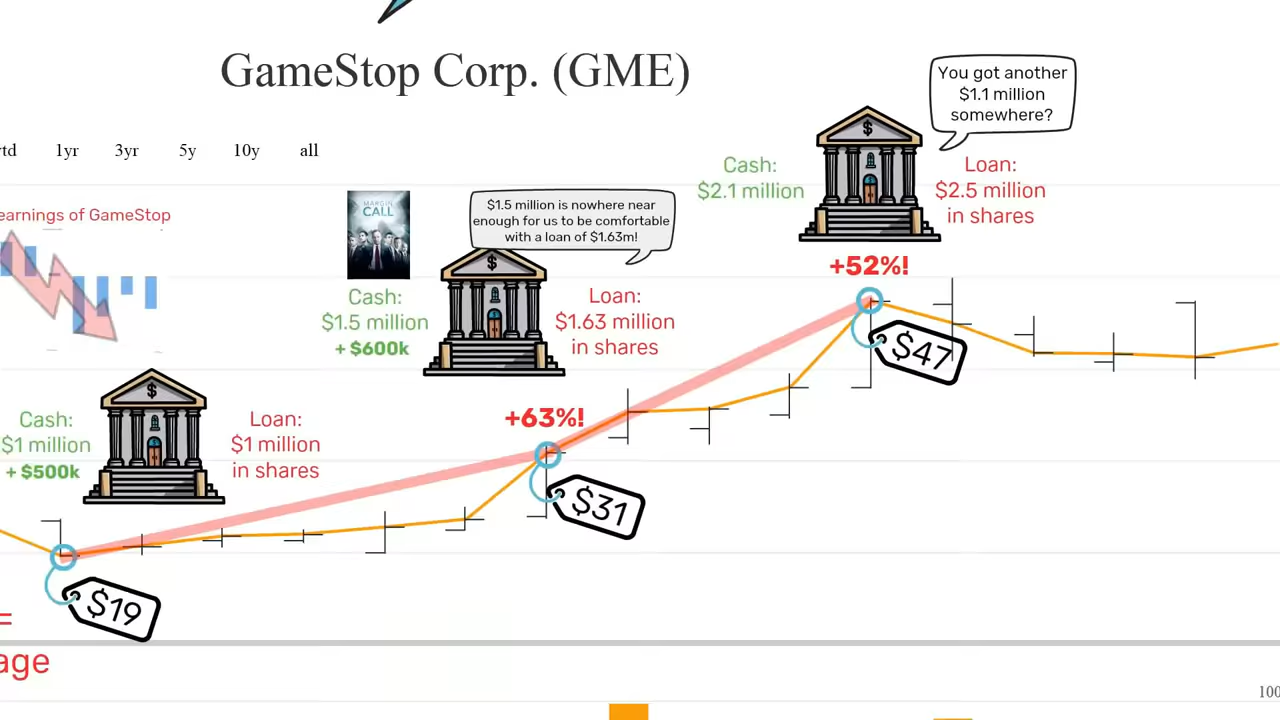 GameStop Corp. (GME)
You got another
$1.1 million
somewhere?
ytd 1yr 3yr 5y 10y all
Cash:
$2.1 million
$
Loan:
$2.5 million
in shares
earnings of GameStop
MARGIN
CALL
$1.5 million is nowhere near
enough for us to be comfortable
with a loan of $1.63m!
+52%!
$
Cash:
$1.5 million
+ $600k
Loan:
$1.63 million
in shares
$47
$
Cash:
$1 million
+ $500k
Loan:
$1 million
in shares
+63%!
$31
$19
=
age
100